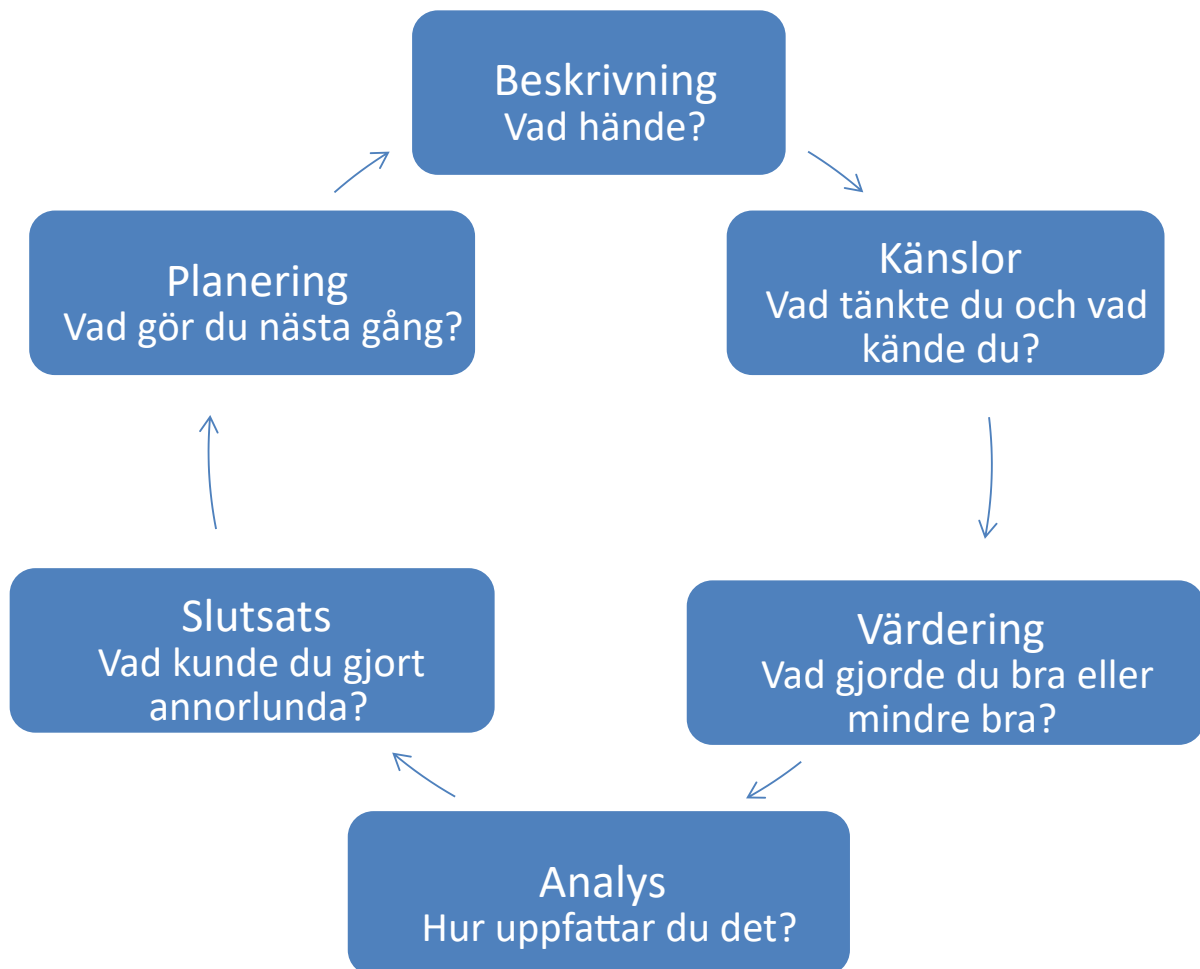 Beskrivning
Vad hände?
Känslor
Vad tänkte du och vad
kände du?
Värdering
Vad gjorde du bra eller
mindre bra?
Analys
Hur uppfattar du det?
Slutsats
Vad kunde du gjort
annorlunda?
Planering
Vad gör du nästa gång?